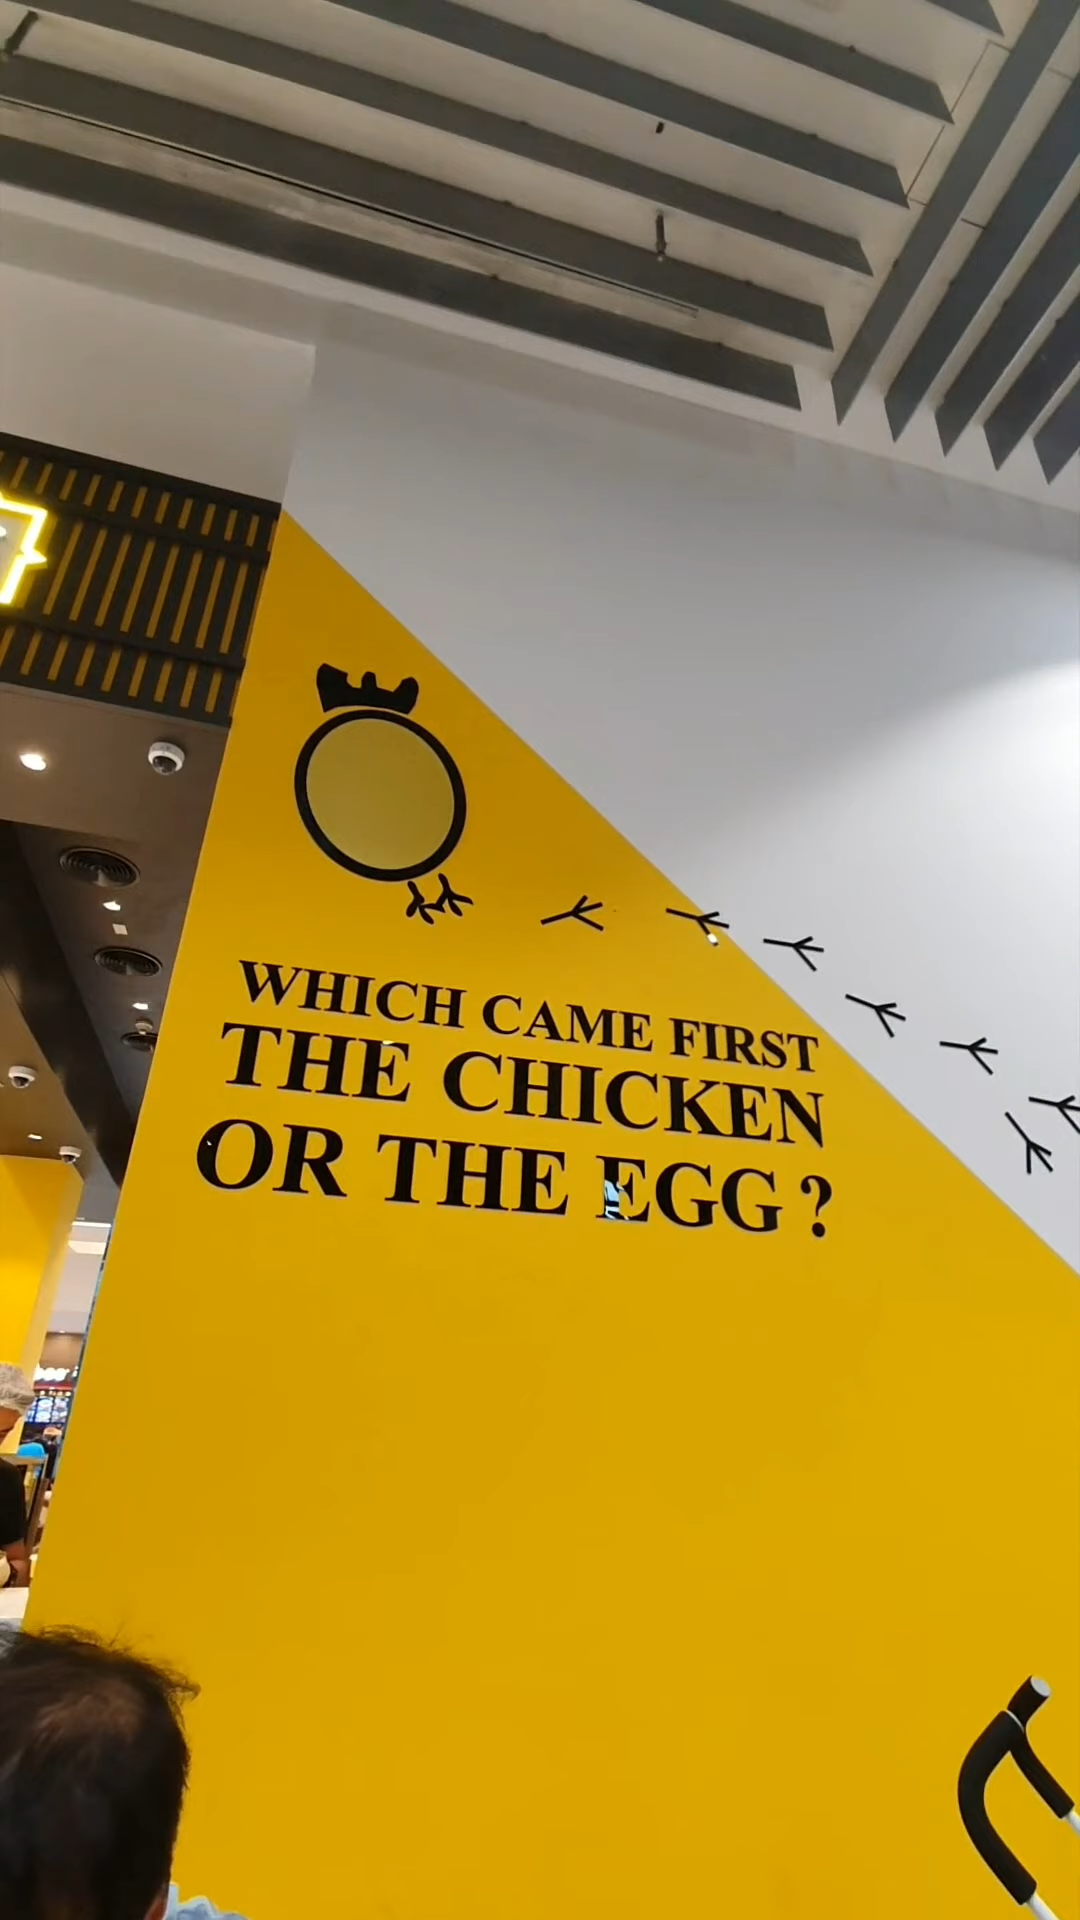 WHICH CAME FIRST
THE CHICKEN
OR THE EGG ?